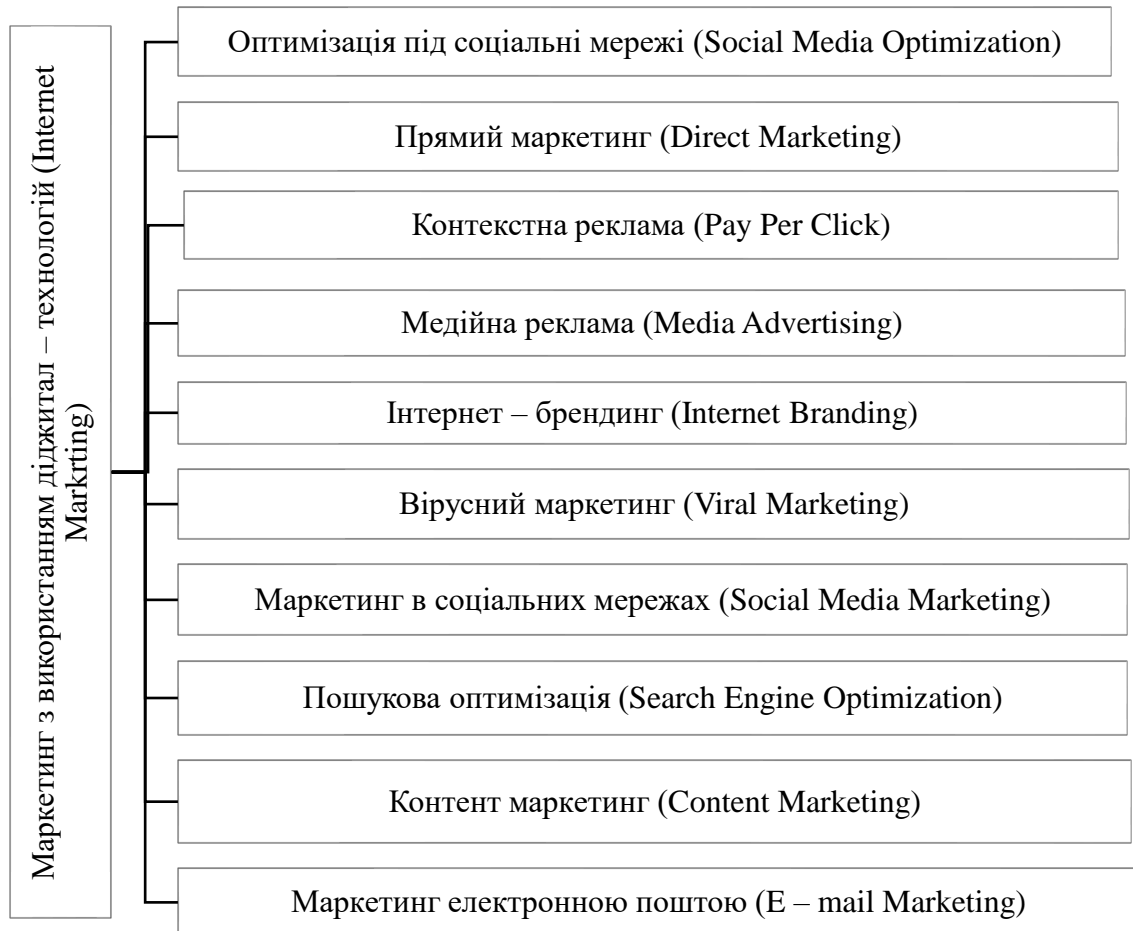 Маркетинг з використанням діджитал – технологій (Internet
Markrting)
Оптимізація під соціальні мережі (Social Media Optimization)
Прямий маркетинг (Direct Marketing)
Контекстна реклама (Pay Per Click)
Медійна реклама (Media Advertising)
Інтернет – брендинг (Internet Branding)
Вірусний маркетинг (Viral Marketing)
Маркетинг в соціальних мережах (Social Media Marketing)
Пошукова оптимізація (Search Engine Optimization)
Контент маркетинг (Content Marketing)
Маркетинг електронною поштою (E – mail Marketing)